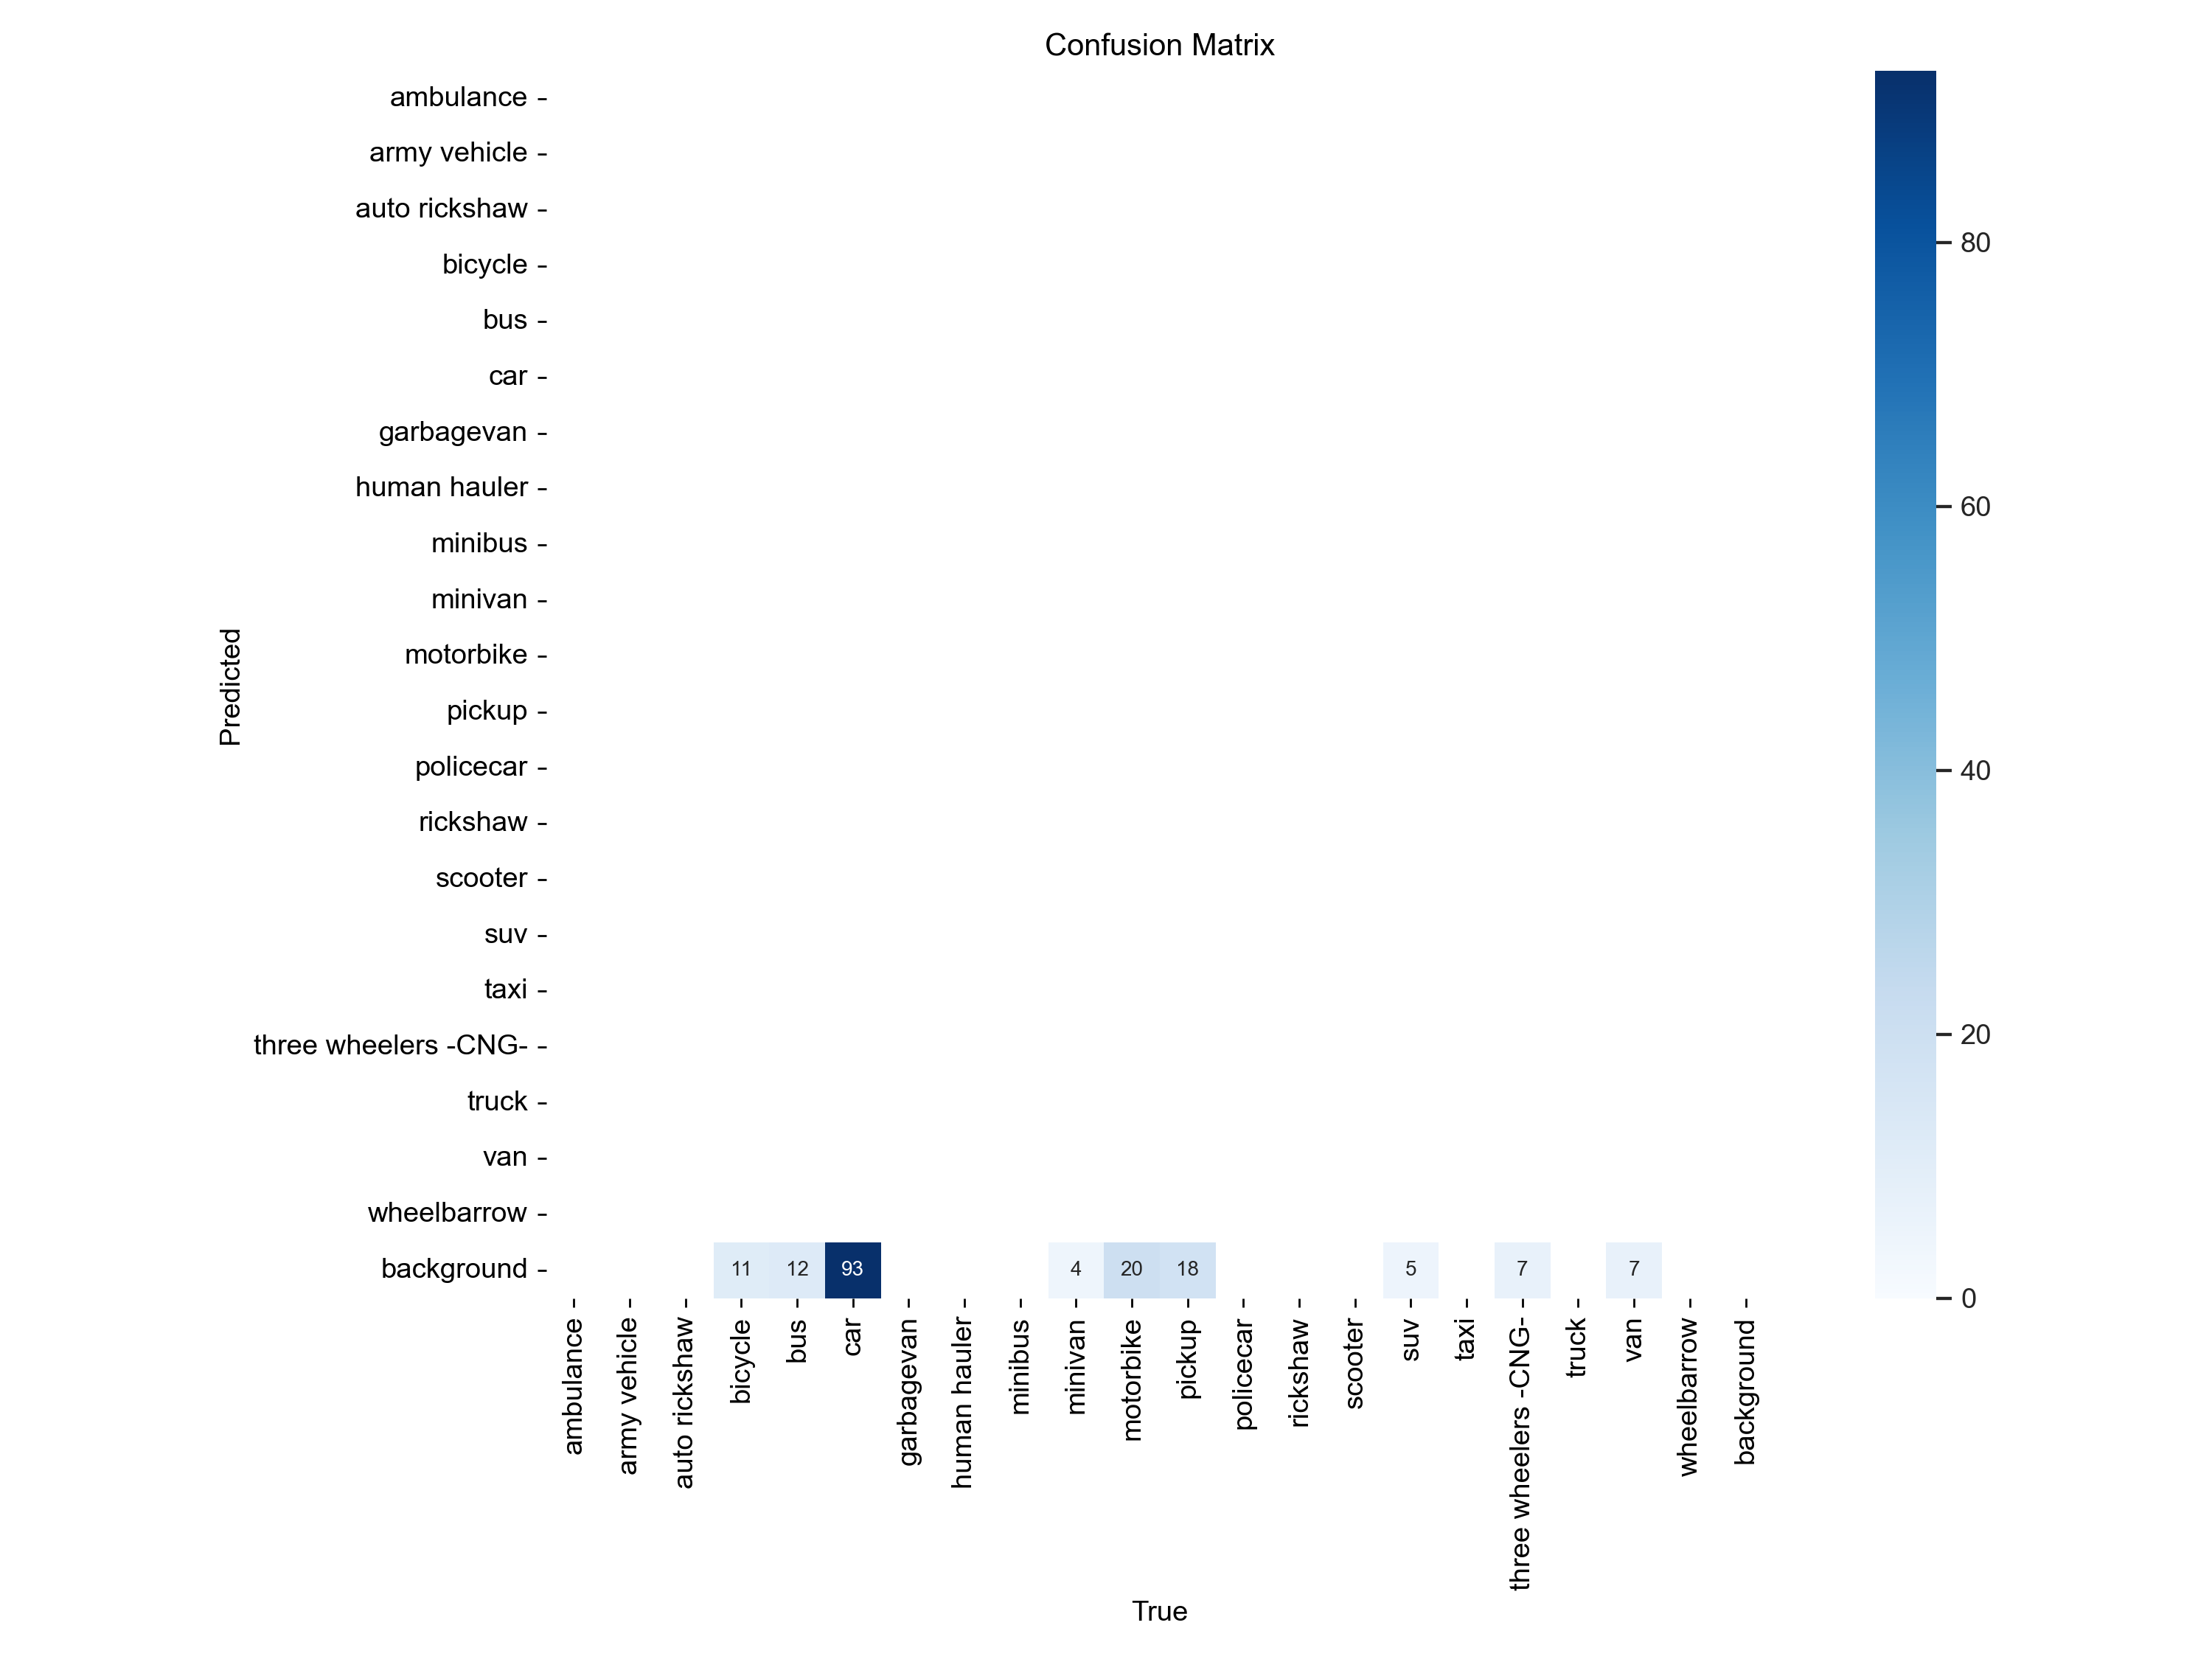 Confusion Matrix
ambulance
army vehicle
auto rickshaw
bicycle
bus
car
garbagevan
human hauler
minibus
minivan
motorbike
pickup
policecar
rickshaw
scooter
suv
taxi
three wheelers -CNG-
truck
van
wheelbarrow
background
Predicted
11 12 93 4 20 18 5 7 7
ambulance
army vehicle
auto rickshaw
bicycle
bus
car
garbagevan
human hauler
minibus
minivan
motorbike
pickup
policecar
rickshaw
scooter
suv
taxi
three wheelers -CNG-
truck
van
wheelbarrow
background
True
80
60
40
20
0